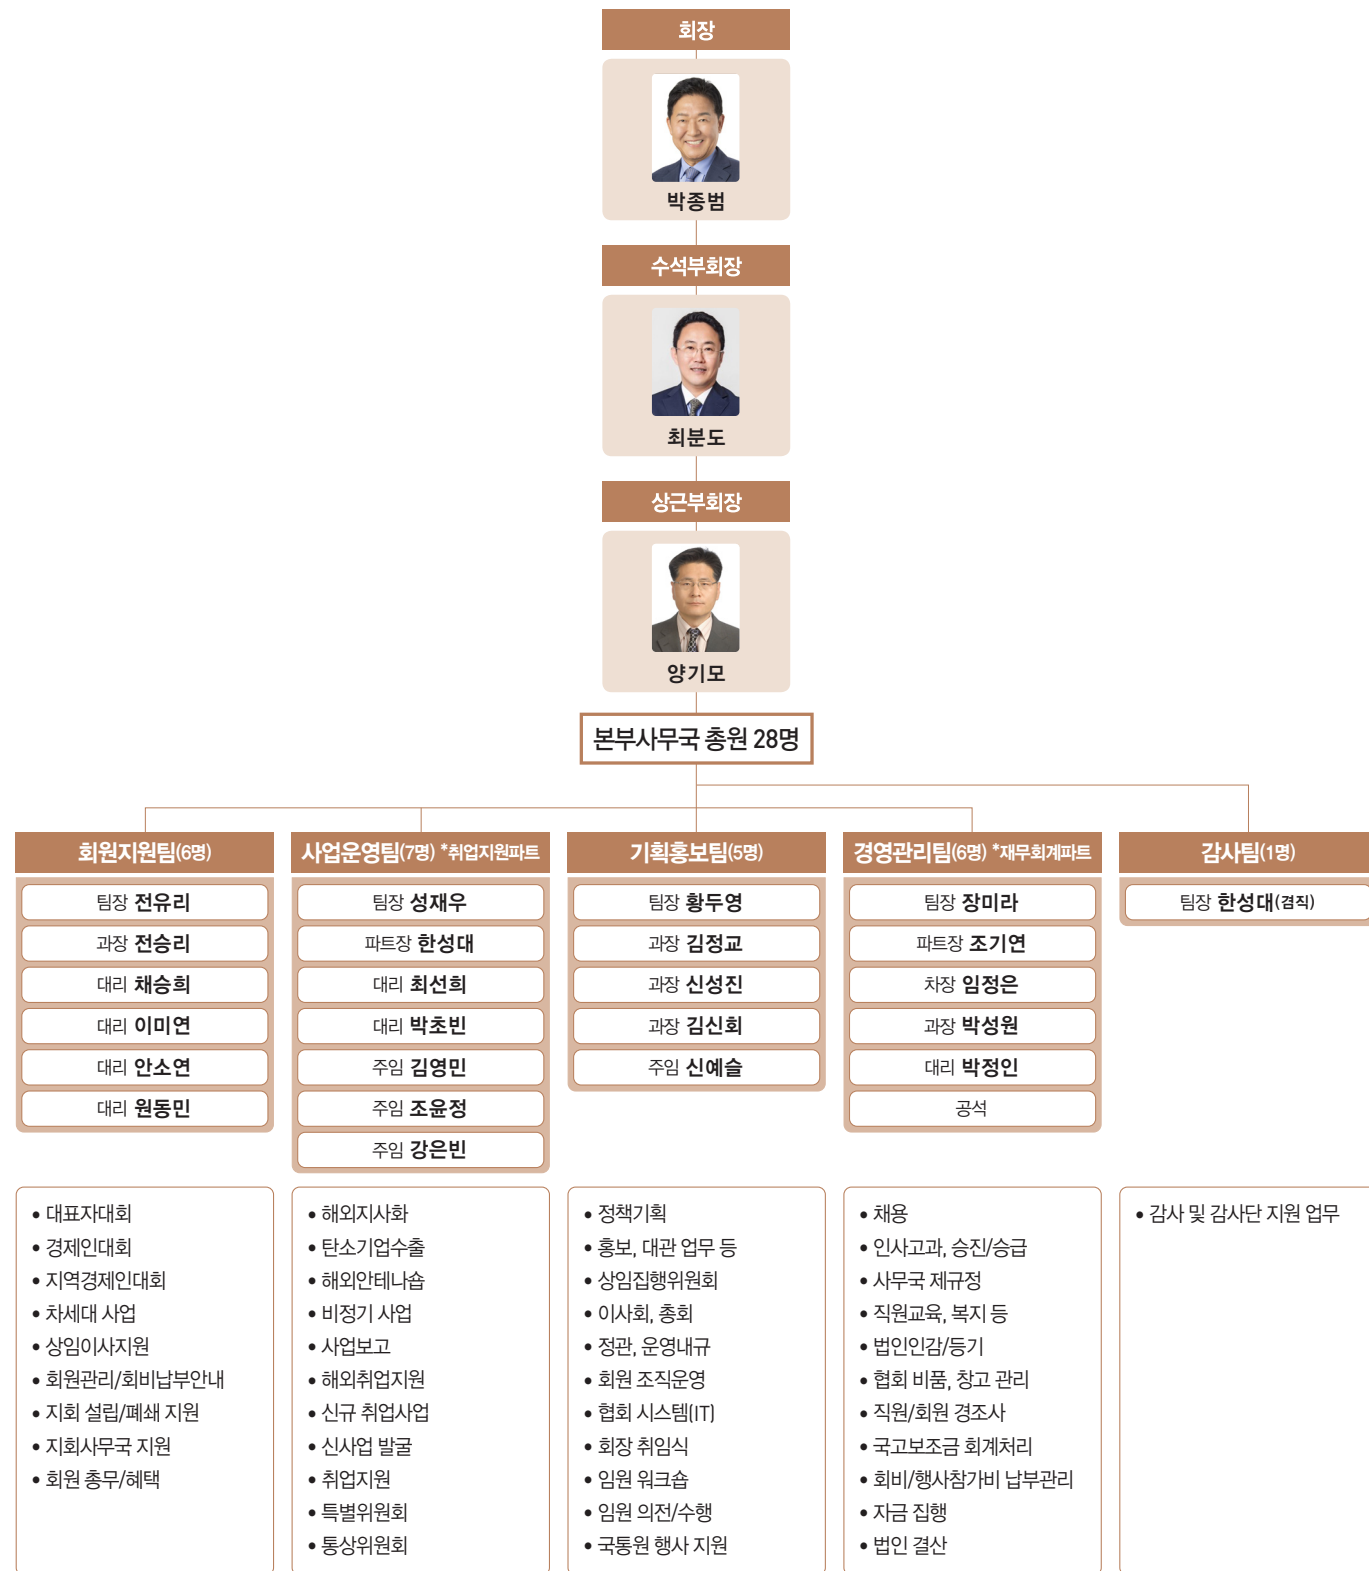 회장
박종범
수석부회장
최분도
상근부회장
양기모
본부사무국 총원 28명
회원지원팀(6명)
팀장 전유리
과장 전승리
대리 채승희
대리 이미연
대리 안소연
대리 원동민
• 대표자대회
• 경제인대회
• 지역경제인대회
• 차세대 사업
• 상임이사지원
• 회원관리/회비납부안내
• 지회 설립/폐쇄 지원
• 지회사무국 지원
• 회원 총무/혜택
사업운영팀(7명) *취업지원파트
팀장 성재우
파트장 한성대
대리 최선희
대리 박초빈
주임 김영민
주임 조윤정
주임 강은빈
• 해외지사화
• 탄소기업수출
• 해외안테나숍
• 비정기 사업
• 사업보고
• 해외취업지원
• 신규 취업사업
• 신사업 발굴
• 취업지원
• 특별위원회
• 통상위원회
기획홍보팀(5명)
팀장 황두영
과장 김정교
과장 신성진
과장 김신회
주임 신예슬
• 정책기획
• 홍보, 대관 업무 등
• 상임집행위원회
• 이사회, 총회
• 정관, 운영내규
• 회원 조직운영
• 협회 시스템(IT)
• 회장 취임식
• 임원 워크숍
• 임원 의전/수행
• 국통원 행사 지원
경영관리팀(6명) *재무회계파트
팀장 장미라
파트장 조기연
차장 임정은
과장 박성원
대리 박정인
공석
• 채용
• 인사고과, 승진/승급
• 사무국 제규정
• 직원교육, 복지 등
• 법인인감/등기
• 협회 비품, 창고 관리
• 직원/회원 경조사
• 국고보조금 회계처리
• 회비/행사참가비 납부관리
• 자금 집행
• 법인 결산
감사팀(1명)
팀장 한성대(겸직)
• 감사 및 감사단 지원 업무